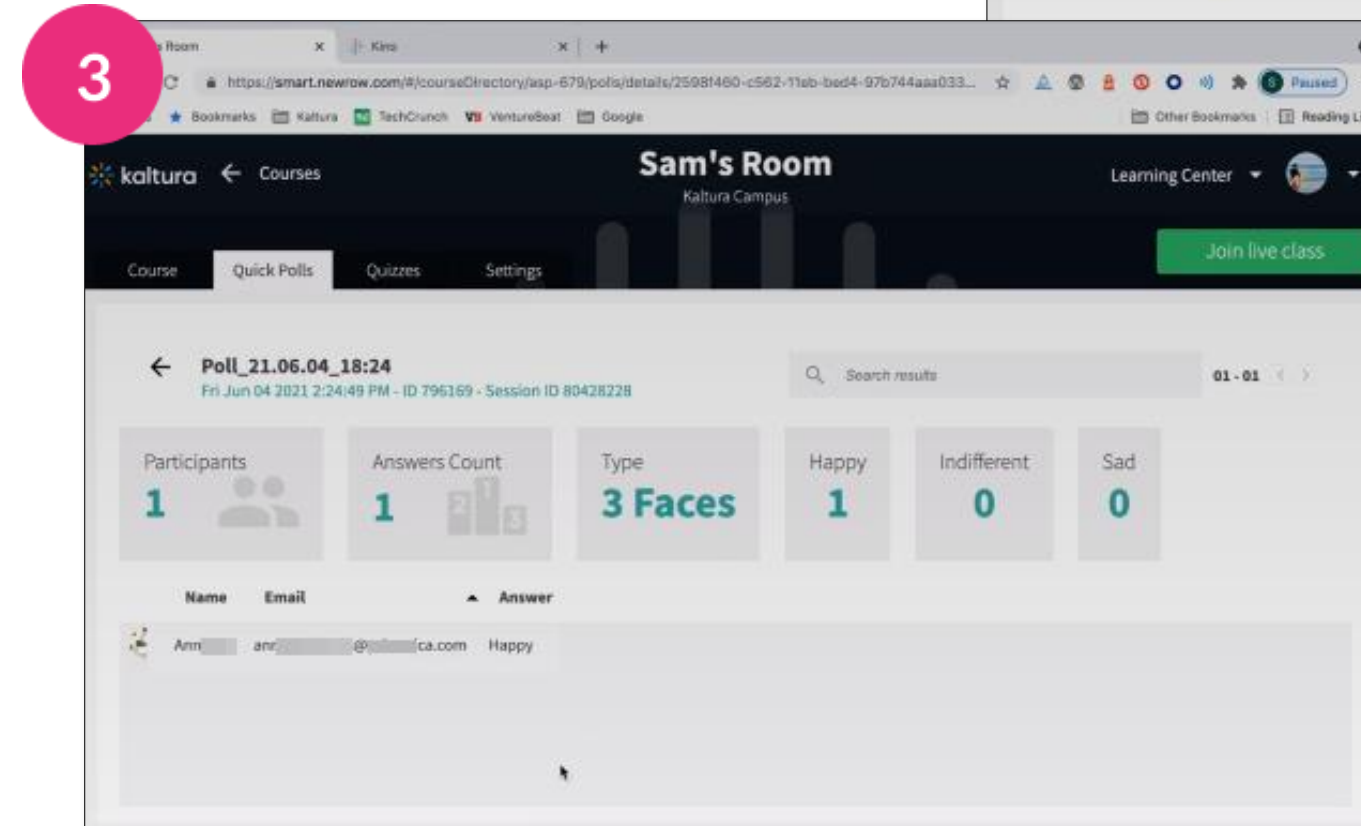 3
Room
Kino
https://smart.newrow.com/#/courseDirectory/asp-679/polls/details/2598f460-c562-11eb-bed4-97b744aaa033... Paused
Bookmarks Kaltura TechCrunch VB VentureBeat Google Other Bookmarks Reading Li
kaltura ← Courses
Sam's Room
Kaltura Campus
Learning Center
Join live class
Course Quick Polls Quizzes Settings
Poll_21.06.04_18:24
Fri Jun 04 2021 2:24:49 PM - ID 796169 - Session ID 80428228
Search results
01 - 01
Participants Answers Count Type Happy Indifferent Sad
1 1 3 Faces 1 0 0
Name Email Answer
Ann anr @ ca.com Happy